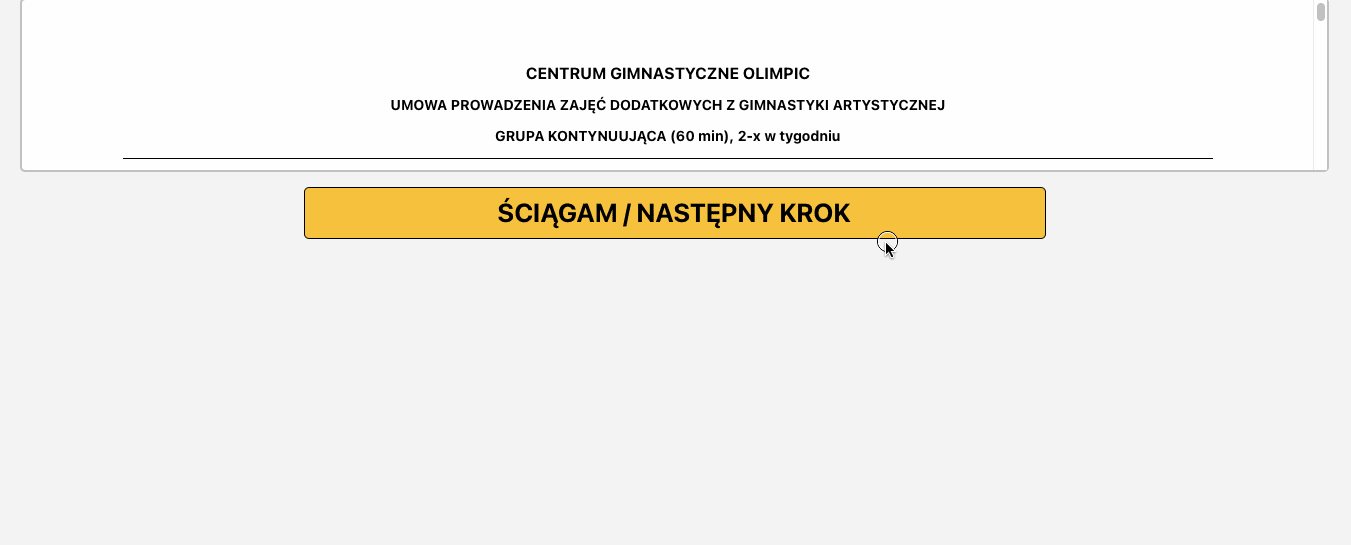 CENTRUM GIMNASTYCZNE OLIMPIC
UMOWA PROWADZENIA ZAJĘĆ DODATKOWYCH Z GIMNASTYKI ARTYSTYCZNEJ
GRUPA KONTYNUUJĄCA (60 min), 2-x w tygodniu
ŚCIĄGAM / NASTĘPNY KROK